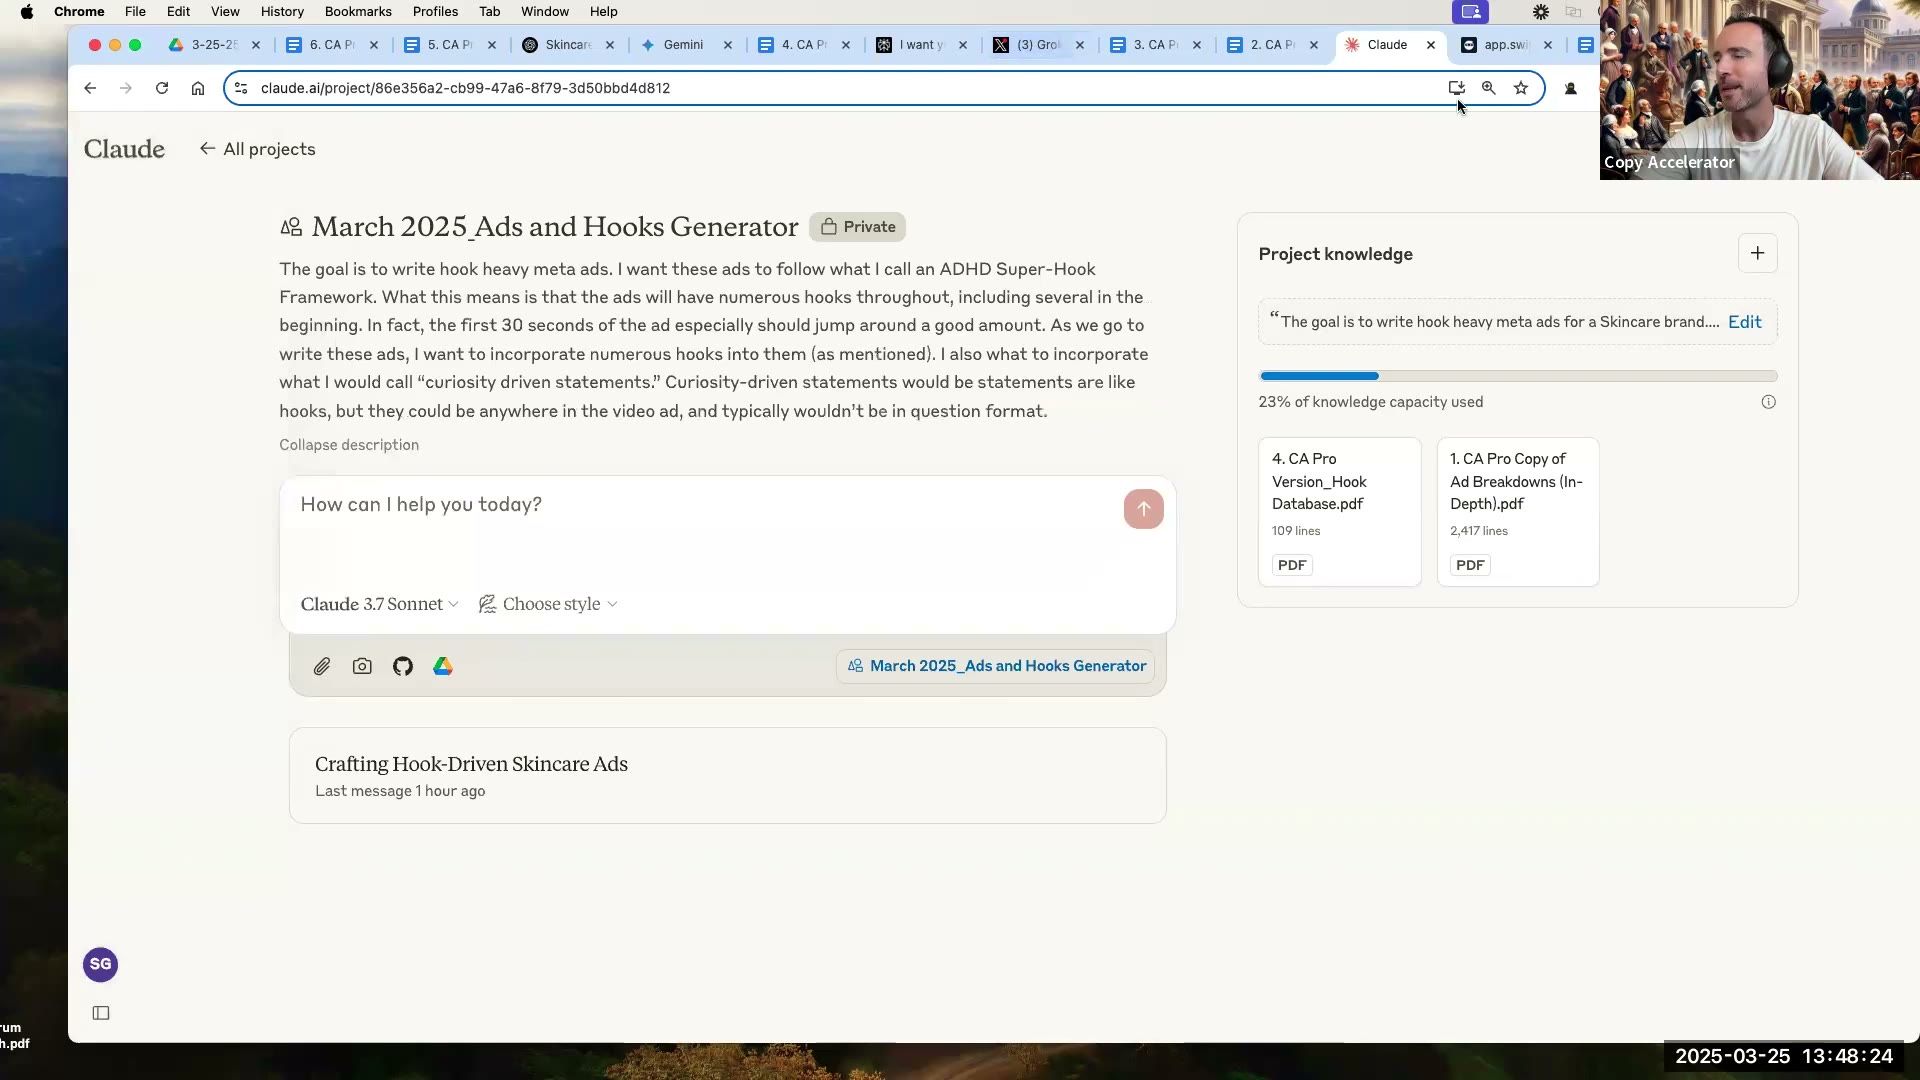 Chrome File Edit View History Bookmarks Profiles Tab Window Help
3-25-25 6. CA P 5. CA P Skincare Gemini 4. CA P I want y (3) Gro 3. CA P 2. CA P Claude app.swi
claude.ai/project/86e356a2-cb99-47a6-8f79-3d50bbd4d812
Copy Accelerator
Claude
← All projects
March 2025_Ads and Hooks Generator Private
The goal is to write hook heavy meta ads. I want these ads to follow what I call an ADHD Super-Hook
Framework. What this means is that the ads will have numerous hooks throughout, including several in the
beginning. In fact, the first 30 seconds of the ad especially should jump around a good amount. As we go to
write these ads, I want to incorporate numerous hooks into them (as mentioned). I also what to incorporate
what I would call “curiosity driven statements.” Curiosity-driven statements would be statements are like
hooks, but they could be anywhere in the video ad, and typically wouldn’t be in question format.
Collapse description
How can I help you today?
Claude 3.7 Sonnet Choose style
March 2025_Ads and Hooks Generator
Crafting Hook-Driven Skincare Ads
Last message 1 hour ago
Project knowledge
“The goal is to write hook heavy meta ads for a Skincare brand.... Edit
23% of knowledge capacity used
4. CA Pro
Version_Hook
Database.pdf
109 lines
PDF
1. CA Pro Copy of
Ad Breakdowns (In-
Depth).pdf
2,417 lines
PDF
SG
rum
h.pdf
2025-03-25 13:48:24